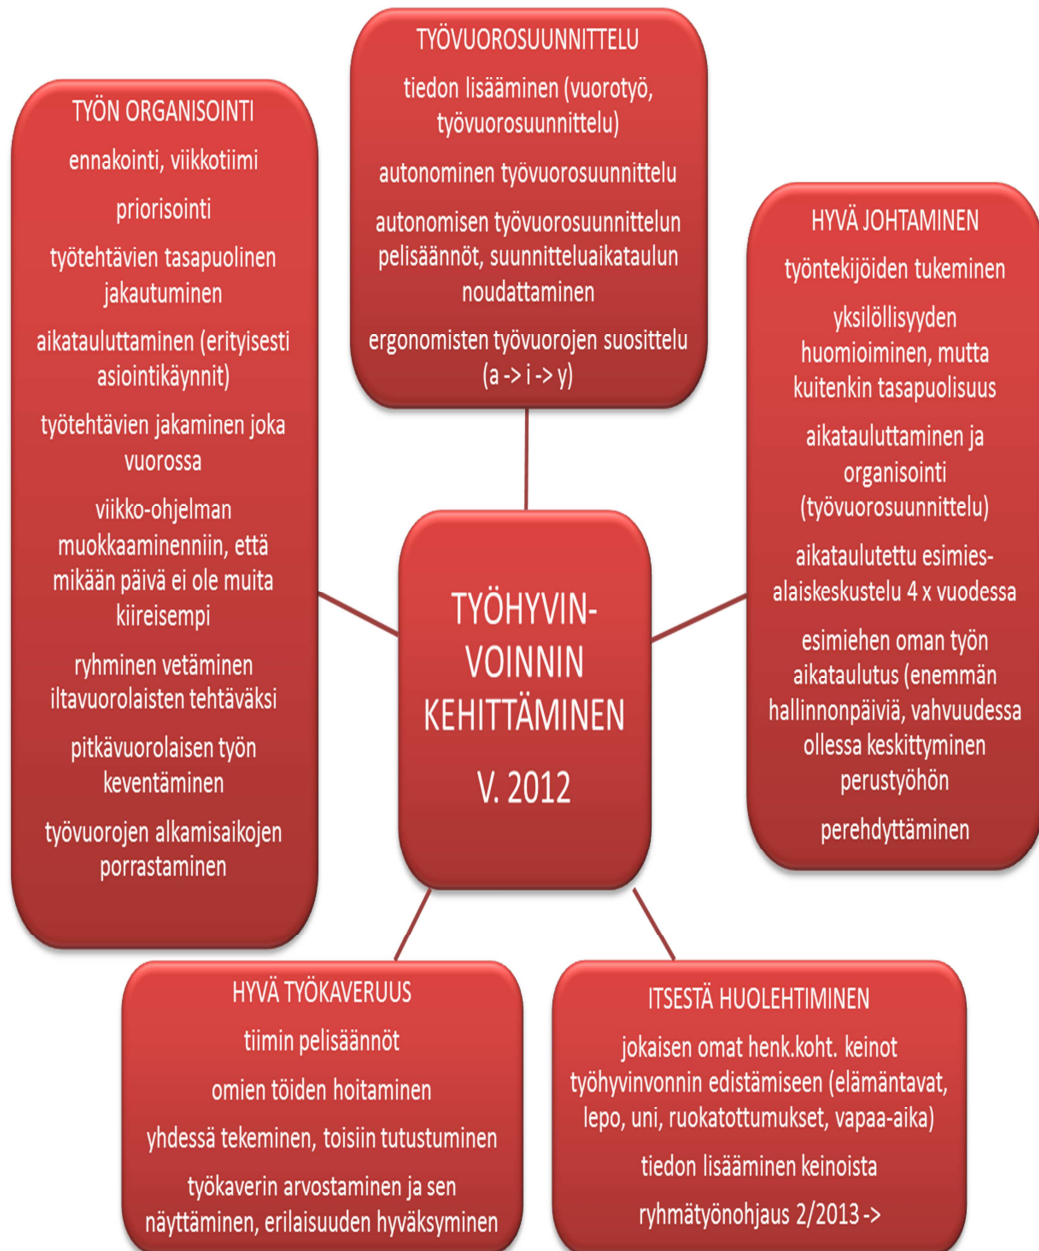 TYÖVUOROSUUNNITTELU
tiedon lisääminen (vuorotyö,
työvuorosuunnittelu)
autonominen työvuorosuunnittelu
autonomisen työvuorosuunnittelun
pelisäännöt, suunnitteluaikataulun
noudattaminen
ergonomisten työvuorojen suosittelu
(a -> i -> y)
TYÖN ORGANISOINTI
ennakointi, viikkotiimi
priorisointi
työtehtävien tasapuolinen
jakautuminen
aikatauluttaminen (erityisesti
asiointikäynnit)
työtehtävien jakaminen joka
vuorossa
viikko-ohjelman
muokkaaminenniin, että
mikään päivä ei ole muita
kiireisempi
ryhminen vetäminen
iltavuorolaisten tehtäväksi
pitkävuorolaisen työn
keventäminen
työvuorojen alkamisaikojen
porrastaminen
HYVÄ JOHTAMINEN
työntekijöiden tukeminen
yksilöllisyyden
huomioiminen, mutta
kuitenkin tasapuolisuus
aikatauluttaminen ja
organisointi
(työvuorosuunnittelu)
aikataulutettu esimies-
alaiskeskustelu 4 x vuodessa
esimiehen oman työn
aikataulutus (enemmän
hallinnonpäiviä, vahvuudessa
ollessa keskittyminen
perustyöhön
perehdyttäminen
TYÖHYVIN-
VOINNIN
KEHITTÄMINEN
V. 2012
HYVÄ TYÖKAVERUUS
tiimin pelisäännöt
omien töiden hoitaminen
yhdessä tekeminen, toisiin tutustuminen
työkaverin arvostaminen ja sen
näyttäminen, erilaisuuden hyväksyminen
ITSESTÄ HUOLEHTIMINEN
jokaisen omat henk.koht. keinot
työhyvinvonnin edistämiseen (elämäntavat,
lepo, uni, ruokatottumukset, vapaa-aika)
tiedon lisääminen keinoista
ryhmätyönohjaus 2/2013 ->